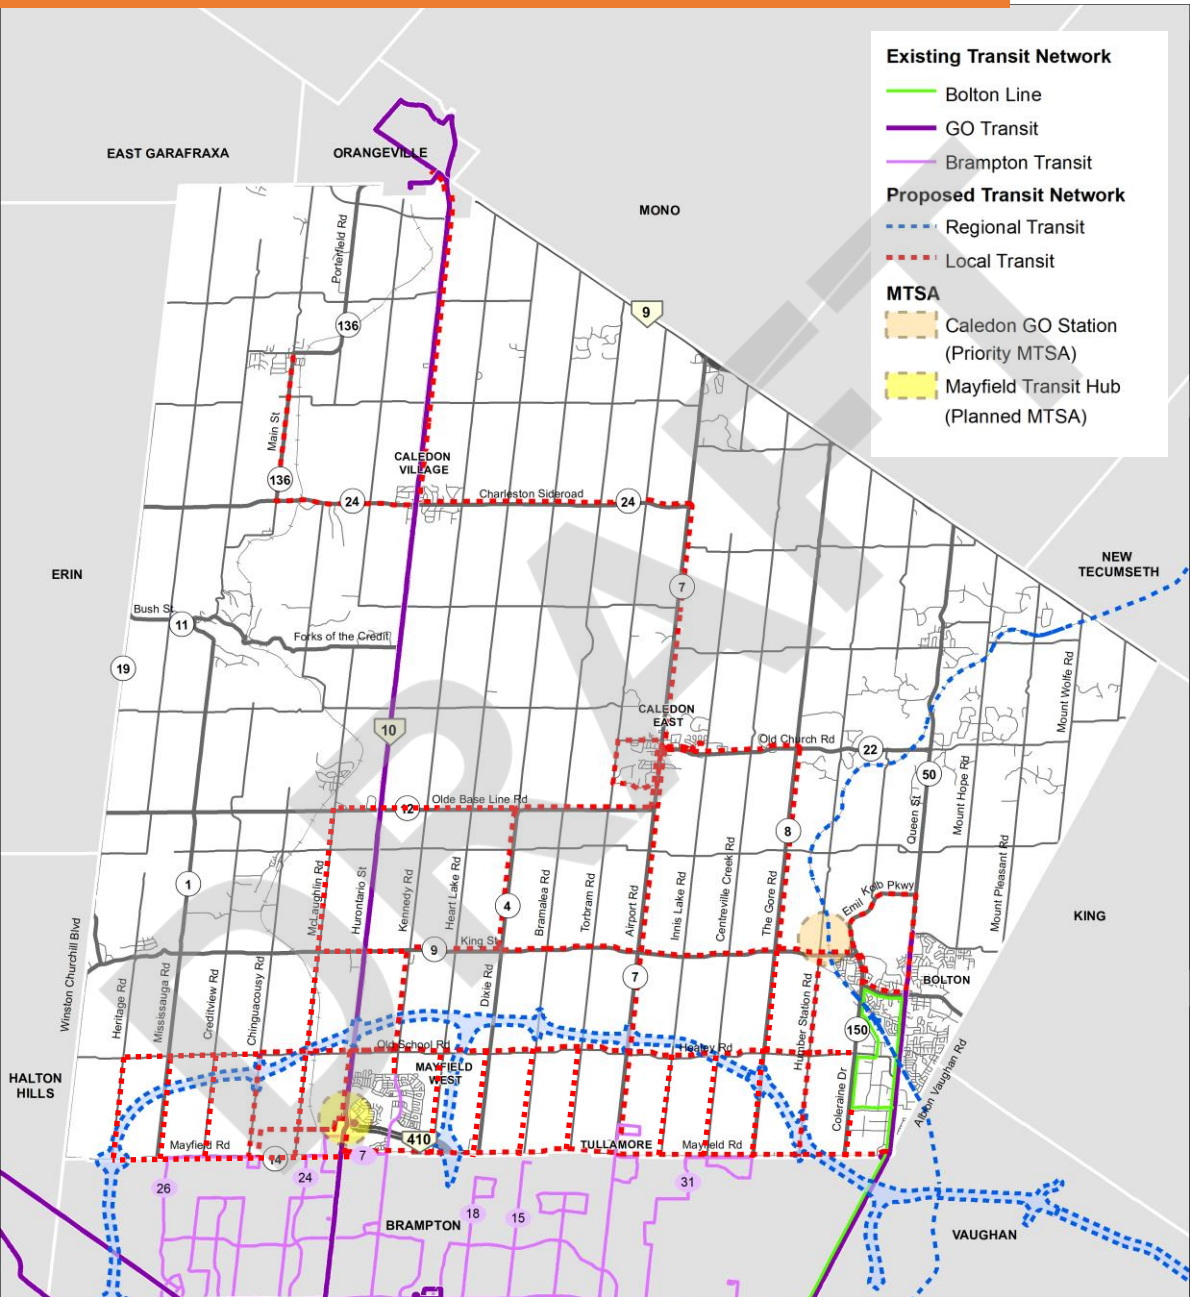 Existing Transit Network
Bolton Line
GO Transit
Brampton Transit
Proposed Transit Network
Regional Transit
Local Transit
MTSA
Caledon GO Station
(Priority MTSA)
Mayfield Transit Hub
(Planned MTSA)
EAST GARAFRAXA
ORANGEVILLE
MONO
Porterfield Rd
9
136
Main St
CALEDON
VILLAGE
136
24
Charleston Sideroad
24
NEW
TECUMSETH
ERIN
7
Bush St
11
Forks of the Credit
19
Mount Wolfe Rd
CALEDON
EAST
10
Old Church Rd
22
50
Mount Hope Rd
Queen St
Olde Base Line Rd
12
8
1
McLaughlin Rd
Hurontario St
Kennedy Rd
Heart Lake Rd
4
Bramalea Rd
Torbram Rd
Airport Rd
Innis Lake Rd
Centreville Creek Rd
The Gore Rd
Emil Kolb Pkwy
Mount Pleasant Rd
KING
Winston Churchill Blvd
Heritage Rd
Mississauga Rd
Creditview Rd
Chinguacousy Rd
9
King St
Dixie Rd
7
Humber Station Rd
BOLTON
150
Old School Rd
Healey Rd
MAYFIELD
WEST
Coleraine Dr
Albion Vaughan Rd
HALTON
HILLS
Mayfield Rd
14
7
410
TULLAMORE
Mayfield Rd
26
24
31
18
15
BRAMPTON
VAUGHAN
DRAFT